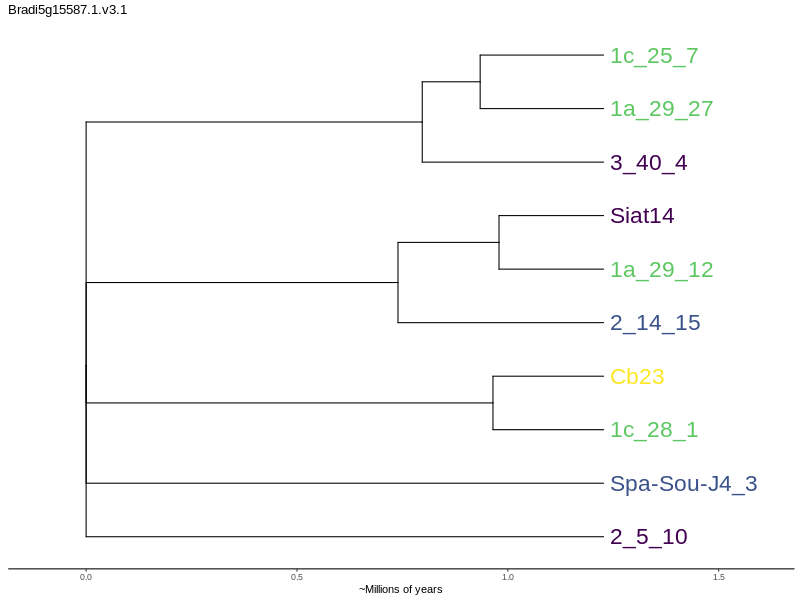 Bradi5g15587.1.v3.1
1c_25_7
1a_29_27
3_40_4
Siat14
1a_29_12
2_14_15
Cb23
1c_28_1
Spa-Sou-J4_3
2_5_10
0.0 0.5 1.0 1.5
~Millions of years